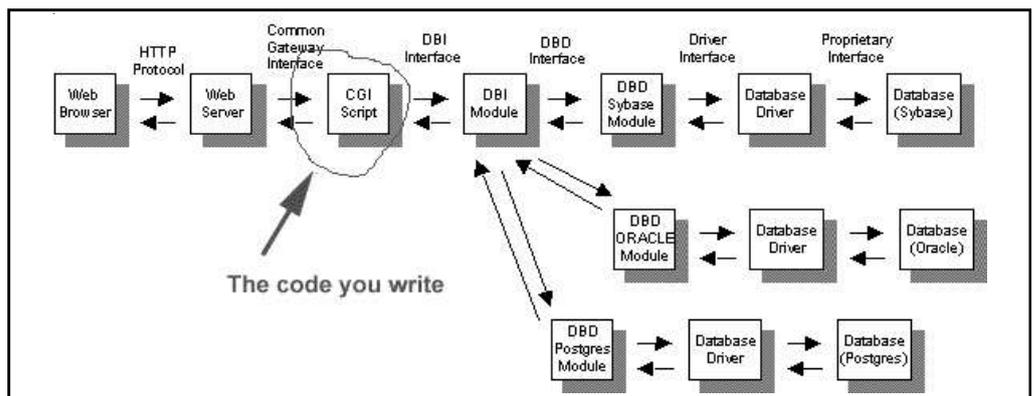 HTTP
Protocol
Common
Gateway
Interface
DBI
Interface
DBD
Interface
Driver
Interface
Proprietary
Interface
Web
Browser
Web
Server
CGI
Script
DBI
Module
DBD
Sybase
Module
Database
Driver
Database
(Sybase)
DBD
ORACLE
Module
Database
Driver
Database
(Oracle)
The code you write
DBD
Postgres
Module
Database
Driver
Database
(Postgres)